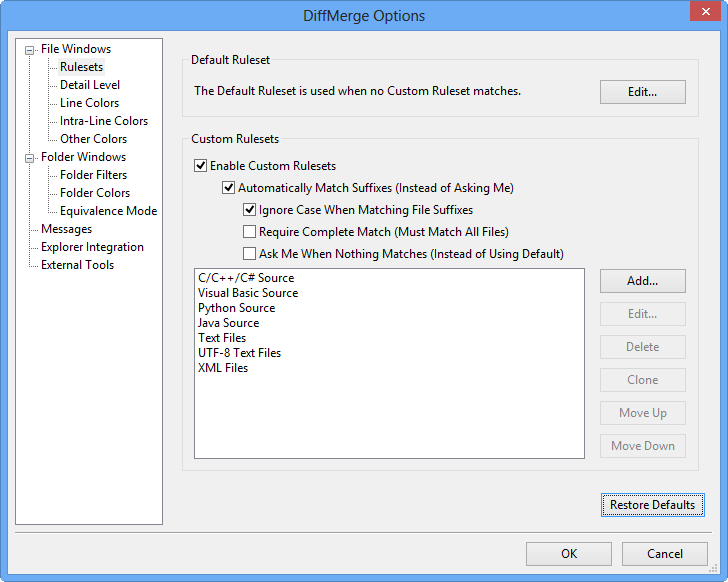 DiffMerge Options
File Windows
Rulesets
Detail Level
Line Colors
Intra-Line Colors
Other Colors
Folder Windows
Folder Filters
Folder Colors
Equivalence Mode
Messages
Explorer Integration
External Tools
Default Ruleset
The Default Ruleset is used when no Custom Ruleset matches.
Edit...
Custom Rulesets
Enable Custom Rulesets
Automatically Match Suffixes (Instead of Asking Me)
Ignore Case When Matching File Suffixes
Require Complete Match (Must Match All Files)
Ask Me When Nothing Matches (Instead of Using Default)
C/C++/C# Source
Visual Basic Source
Python Source
Java Source
Text Files
UTF-8 Text Files
XML Files
Add...
Edit...
Delete
Clone
Move Up
Move Down
Restore Defaults
OK
Cancel